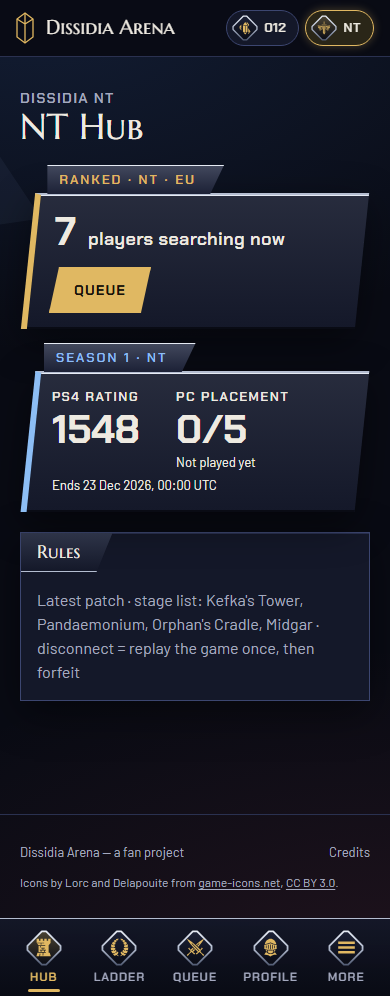 Dissidia Arena
012
NT
DISSIDIA NT
NT Hub
RANKED · NT · EU
7 players searching now
QUEUE
SEASON 1 · NT
PS4 RATING
PC PLACEMENT
1548
0/5
Not played yet
Ends 23 Dec 2026, 00:00 UTC
Rules
Latest patch · stage list: Kefka's Tower,
Pandaemonium, Orphan's Cradle, Midgar ·
disconnect = replay the game once, then
forfeit
Dissidia Arena — a fan project
Credits
Icons by Lorc and Delapouite from game-icons.net, CC BY 3.0.
HUB
LADDER
QUEUE
PROFILE
MORE